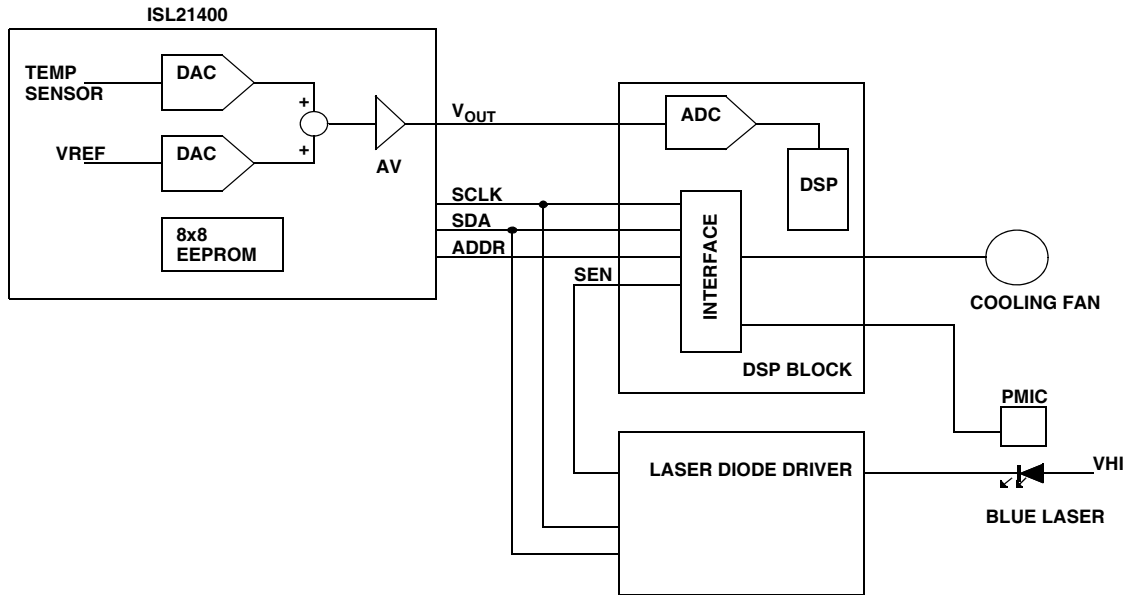 ISL21400
TEMP
SENSOR
DAC
+
VREF
DAC
+
AV
8x8
EEPROM
VOUT
SCLK
SDA
ADDR
SEN
ADC
DSP
INTERFACE
DSP BLOCK
COOLING FAN
PMIC
LASER DIODE DRIVER
VHI
BLUE LASER